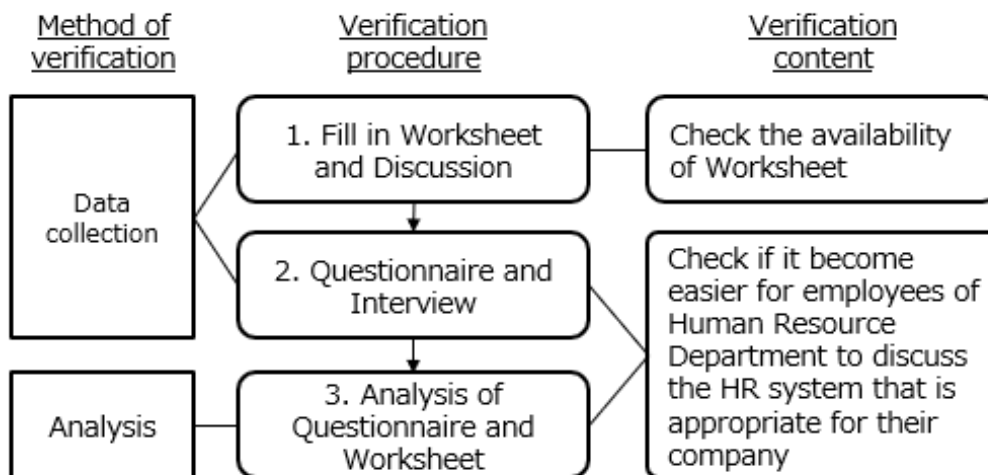 Method of
verification
Verification
procedure
Verification
content
Data
collection
1. Fill in Worksheet
and Discussion
Check the availability
of Worksheet
2. Questionnaire and
Interview
Check if it become
easier for employees of
Human Resource
Department to discuss
the HR system that is
appropriate for their
company
Analysis
3. Analysis of
Questionnaire and
Worksheet